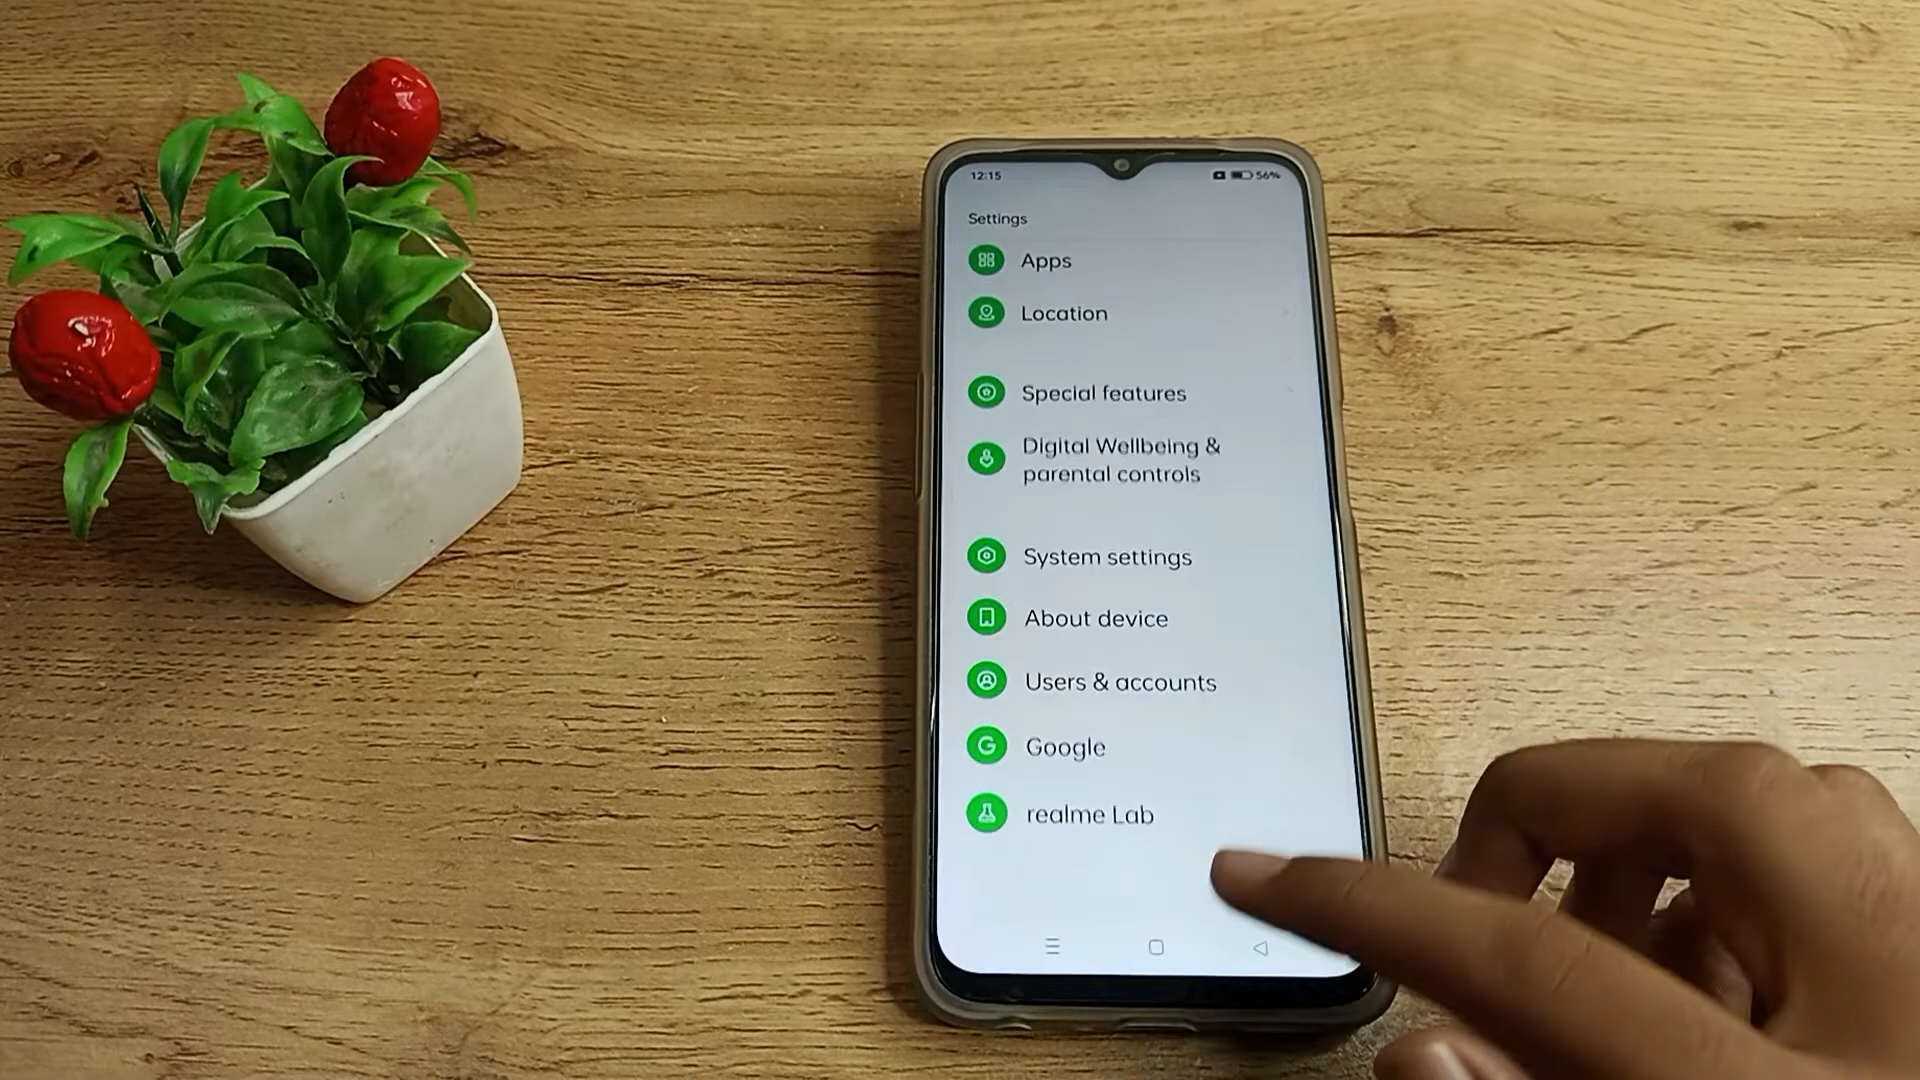 12:15
56%
Settings
Apps
Location
Special features
Digital Wellbeing &
parental controls
System settings
About device
Users & accounts
Google
realme Lab